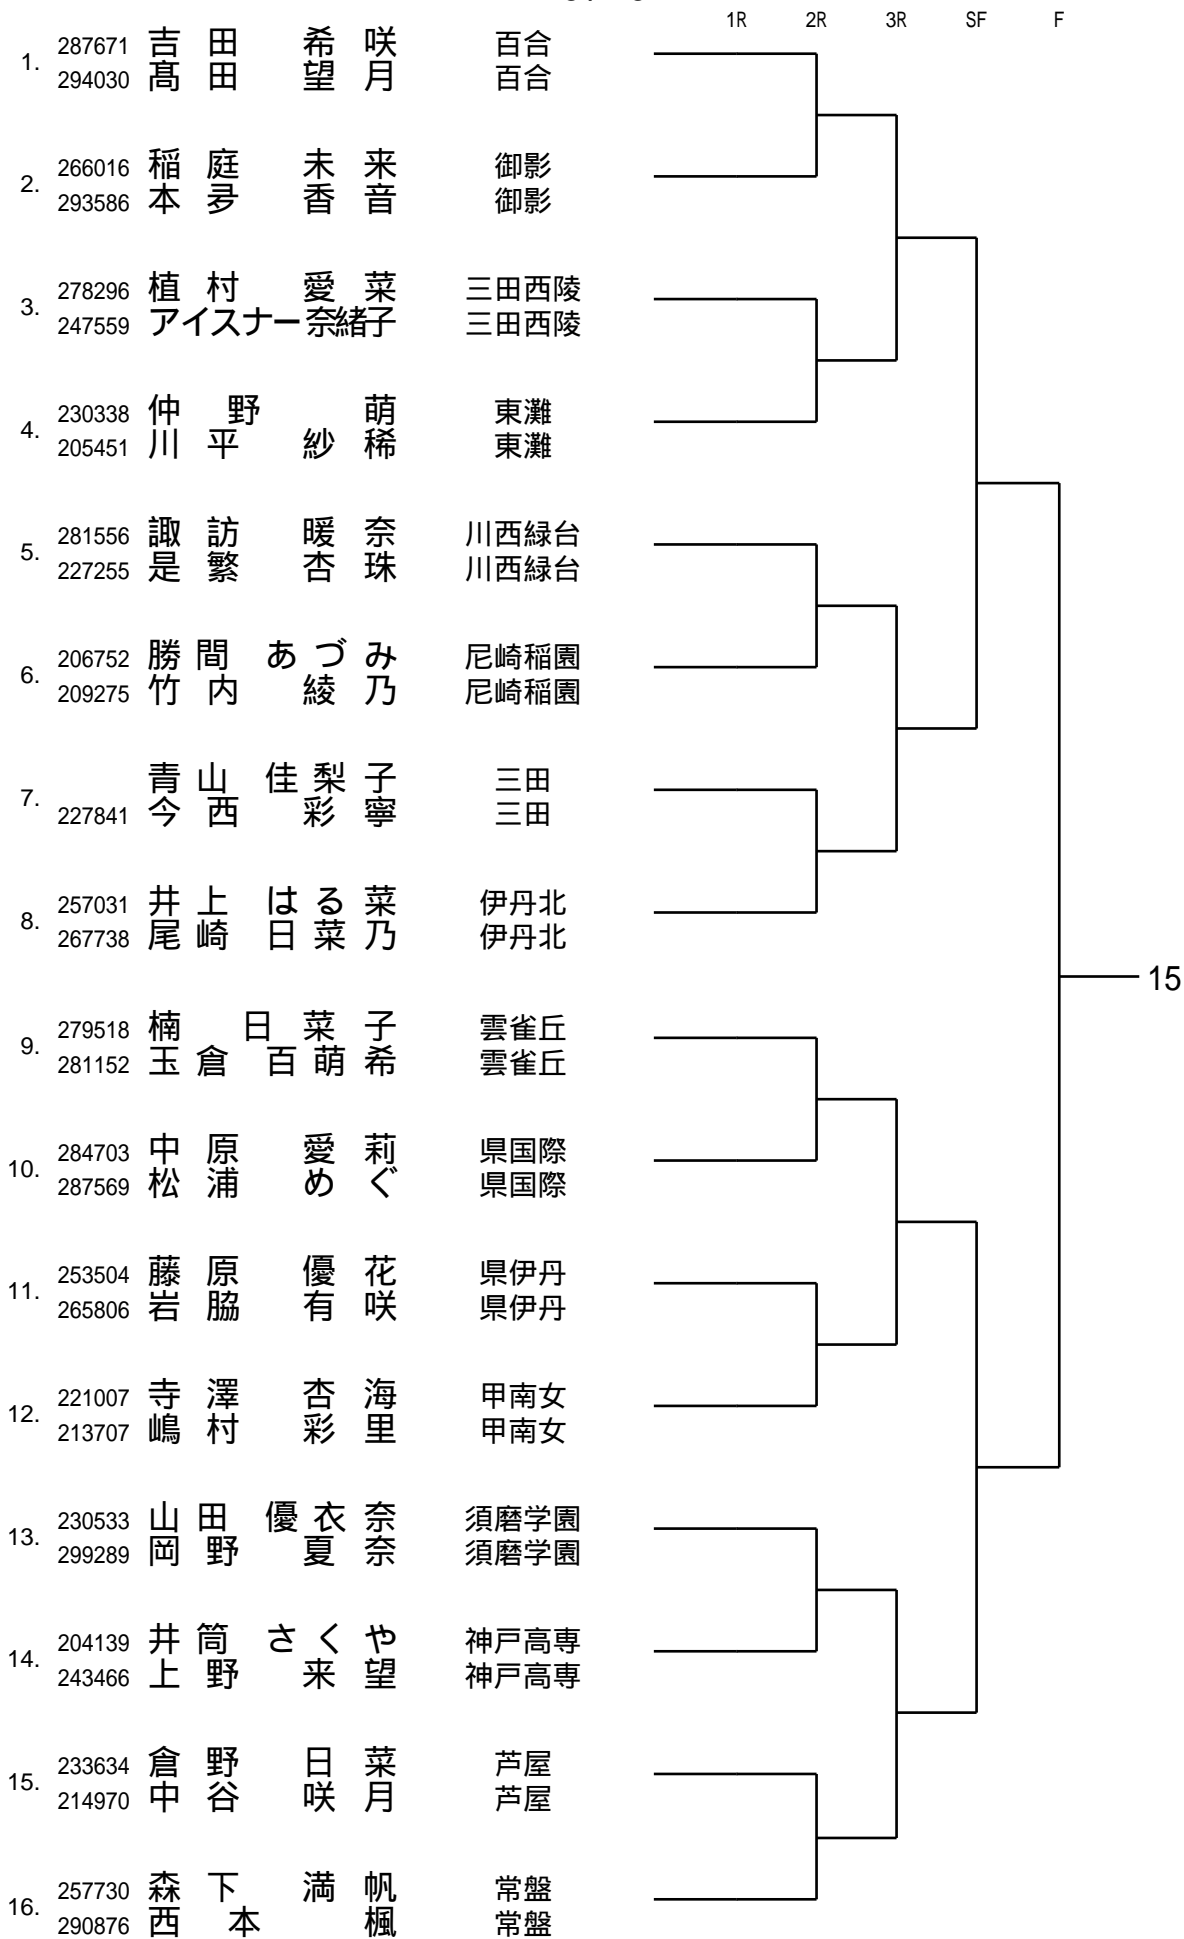 1R 2R 3R SF F
1. 287671 吉田 希咲 百合
294030 髙田 望月 百合
2. 266016 稲庭 未来 御影
293586 本夛 香音 御影
3. 278296 植村 愛菜 三田西陵
247559 アイスナー奈緒子 三田西陵
4. 230338 仲野 萌 東灘
205451 川平 紗稀 東灘
5. 281556 諏訪 暖奈 川西緑台
227255 是繁 杏珠 川西緑台
6. 206752 勝間 あづみ 尼崎稲園
209275 竹内 綾乃 尼崎稲園
7. 青山 佳梨子 三田
227841 今西 彩寧 三田
8. 257031 井上 はる菜 伊丹北
267738 尾崎 日菜乃 伊丹北
15
9. 279518 楠 日菜子 雲雀丘
281152 玉倉 百萌希 雲雀丘
10. 284703 中原 愛莉 県国際
287569 松浦 めぐ 県国際
11. 253504 藤原 優花 県伊丹
265806 岩脇 有咲 県伊丹
12. 221007 寺澤 杏海 甲南女
213707 嶋村 彩里 甲南女
13. 230533 山田 優衣奈 須磨学園
299289 岡野 夏奈 須磨学園
14. 204139 井筒 さくや 神戸高専
243466 上野 来望 神戸高専
15. 233634 倉野 日菜 芦屋
214970 中谷 咲月 芦屋
16. 257730 森下 満帆 常盤
290876 西本 楓 常盤